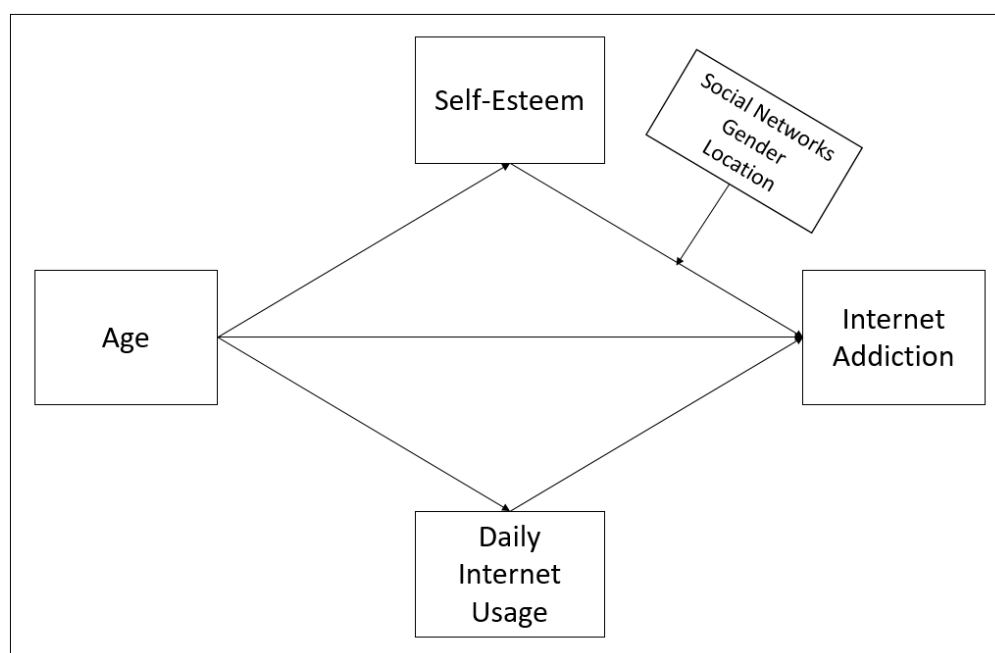 Self-Esteem
Social Networks
Gender
Location
Age
Internet
Addiction
Daily
Internet
Usage